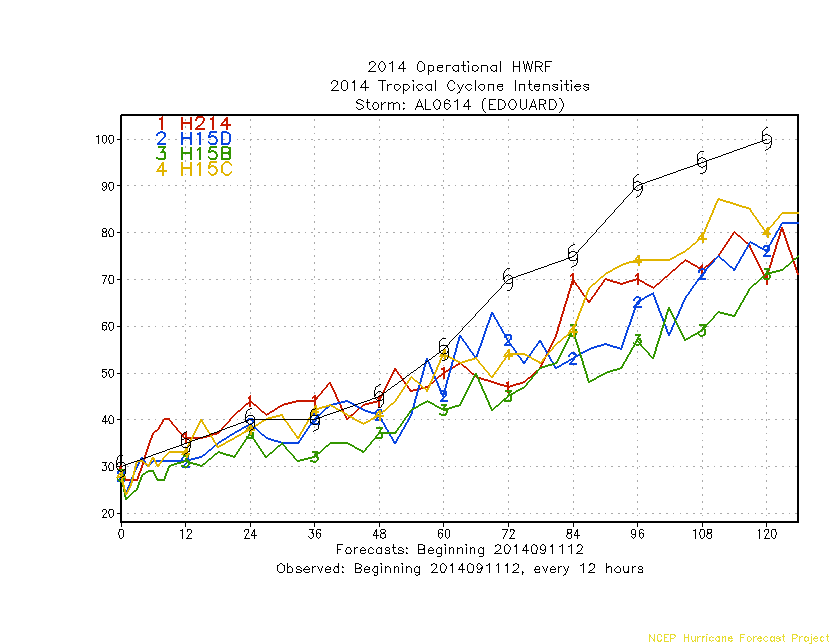 2014 Operational HWRF
2014 Tropical Cyclone Intensities
Storm: AL0614 (EDOUARD)
1 H214
2 H15D
3 H15B
4 H15C
100
90
80
70
60
50
40
30
20
0 12 24 36 48 60 72 84 96 108 120
Forecasts: Beginning 2014091112
Observed: Beginning 2014091112, every 12 hours
NCEP Hurricane Forecast Project